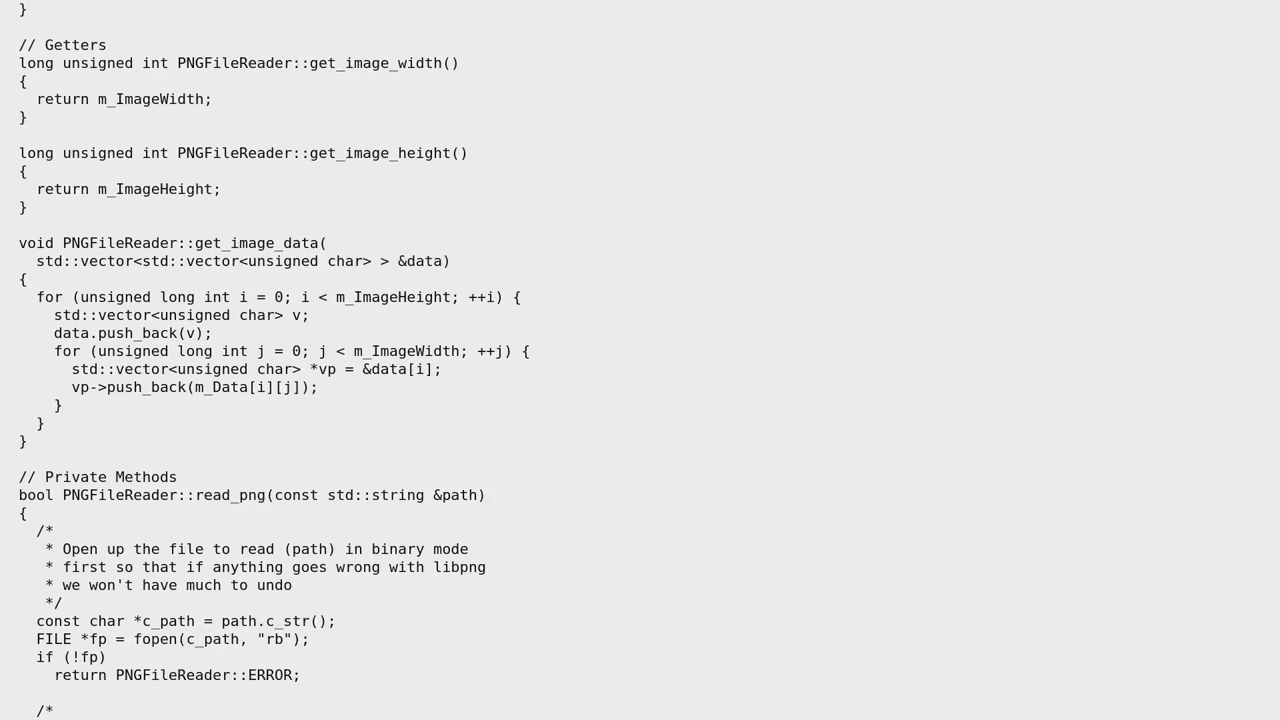 }

// Getters
long unsigned int PNGFileReader::get_image_width()
{
  return m_ImageWidth;
}

long unsigned int PNGFileReader::get_image_height()
{
  return m_ImageHeight;
}

void PNGFileReader::get_image_data(
  std::vector<std::vector<unsigned char> > &data)
{
  for (unsigned long int i = 0; i < m_ImageHeight; ++i) {
    std::vector<unsigned char> v;
    data.push_back(v);
    for (unsigned long int j = 0; j < m_ImageWidth; ++j) {
      std::vector<unsigned char> *vp = &data[i];
      vp->push_back(m_Data[i][j]);
    }
  }
}

// Private Methods
bool PNGFileReader::read_png(const std::string &path)
{
  /*
   * Open up the file to read (path) in binary mode
   * first so that if anything goes wrong with libpng
   * we won't have much to undo
   */
  const char *c_path = path.c_str();
  FILE *fp = fopen(c_path, "rb");
  if (!fp)
    return PNGFileReader::ERROR;

  /*